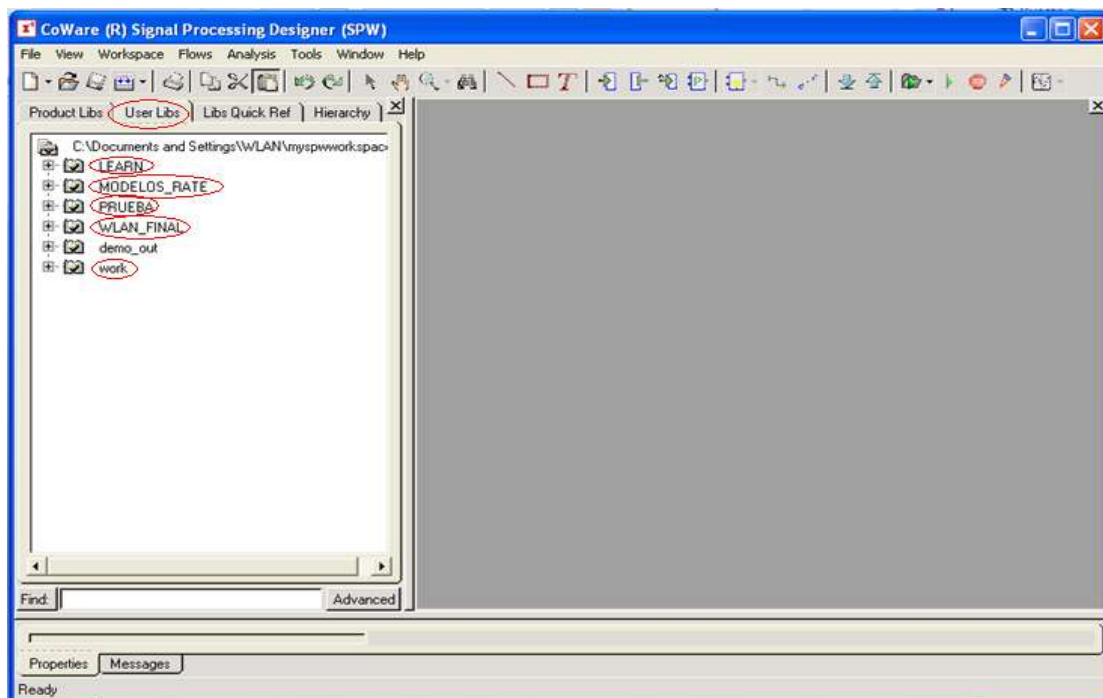 CoWare (R) Signal Processing Designer (SPW)
File View Workspace Flows Analysis Tools Window Help
Product Libs User Libs Libs Quick Ref Hierarchy
C:\Documents and Settings\WLAN\myspwworkspac
LEARN
MODELOS_RATE
PRUEBA
WLAN_FINAL
demo_out
work
Find: Advanced
Properties Messages
Ready